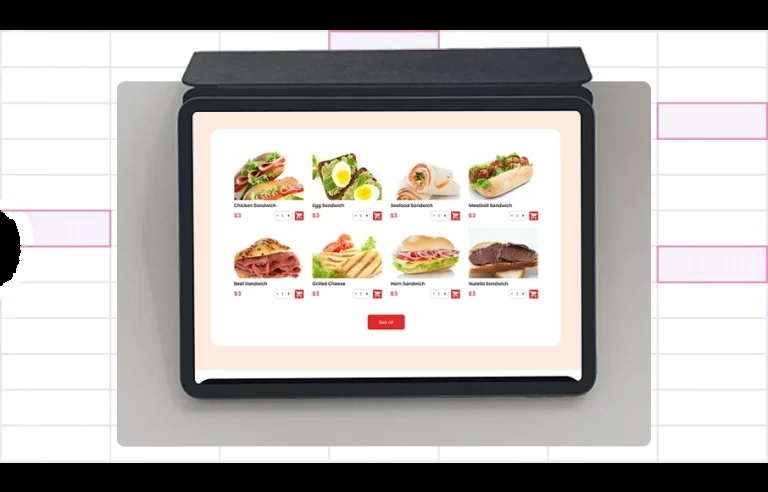 Chicken Sandwich Egg Sandwich Seafood Sandwich Meatball Sandwich
$3 - 1 + $3 - 1 + $3 - 1 + $3 - 1 +
Beef Sandwich Grilled Cheese Ham Sandwich Nutella Sandwich
$3 - 1 + $3 - 1 + $3 - 1 + $3 - 1 +
See all